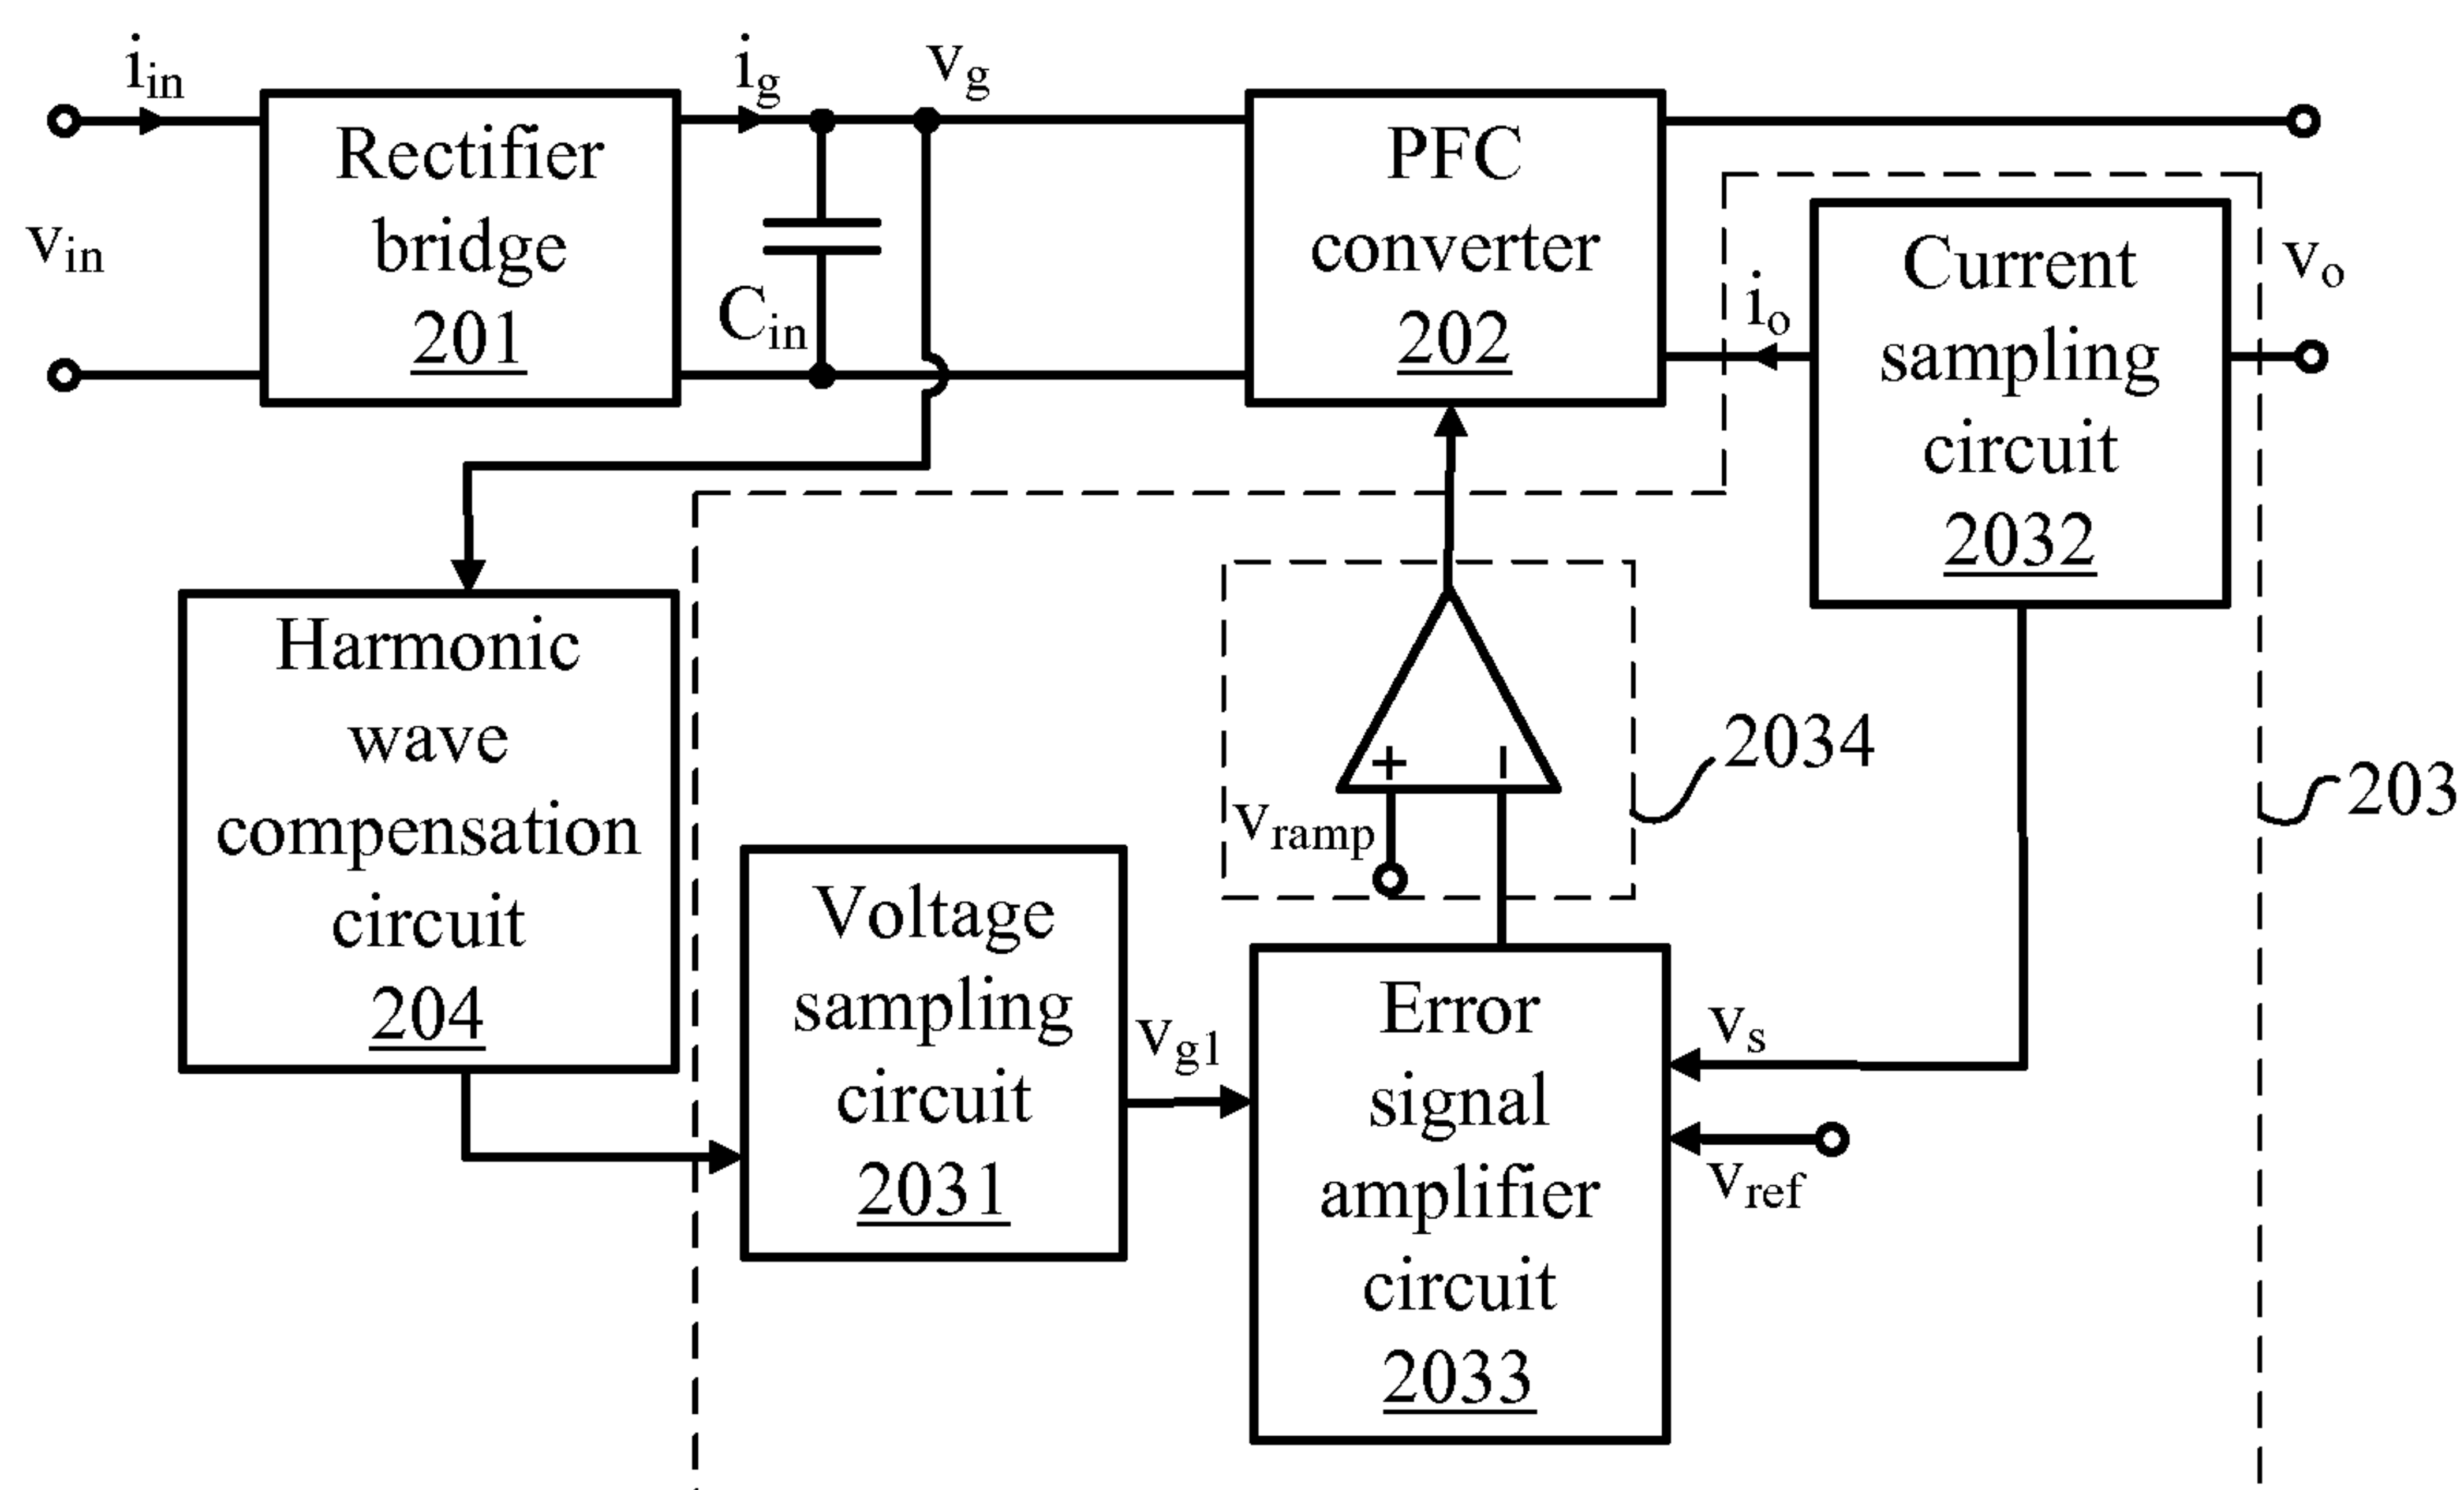 i_in
i_g
v_g
v_in
Rectifier
bridge
201
C_in
PFC
converter
202
i_o
Current
sampling
circuit
2032
v_o
Harmonic
wave
compensation
circuit
204
+
−
v_ramp
2034
203
Voltage
sampling
circuit
2031
v_g1
Error
signal
amplifier
circuit
2033
v_s
v_ref